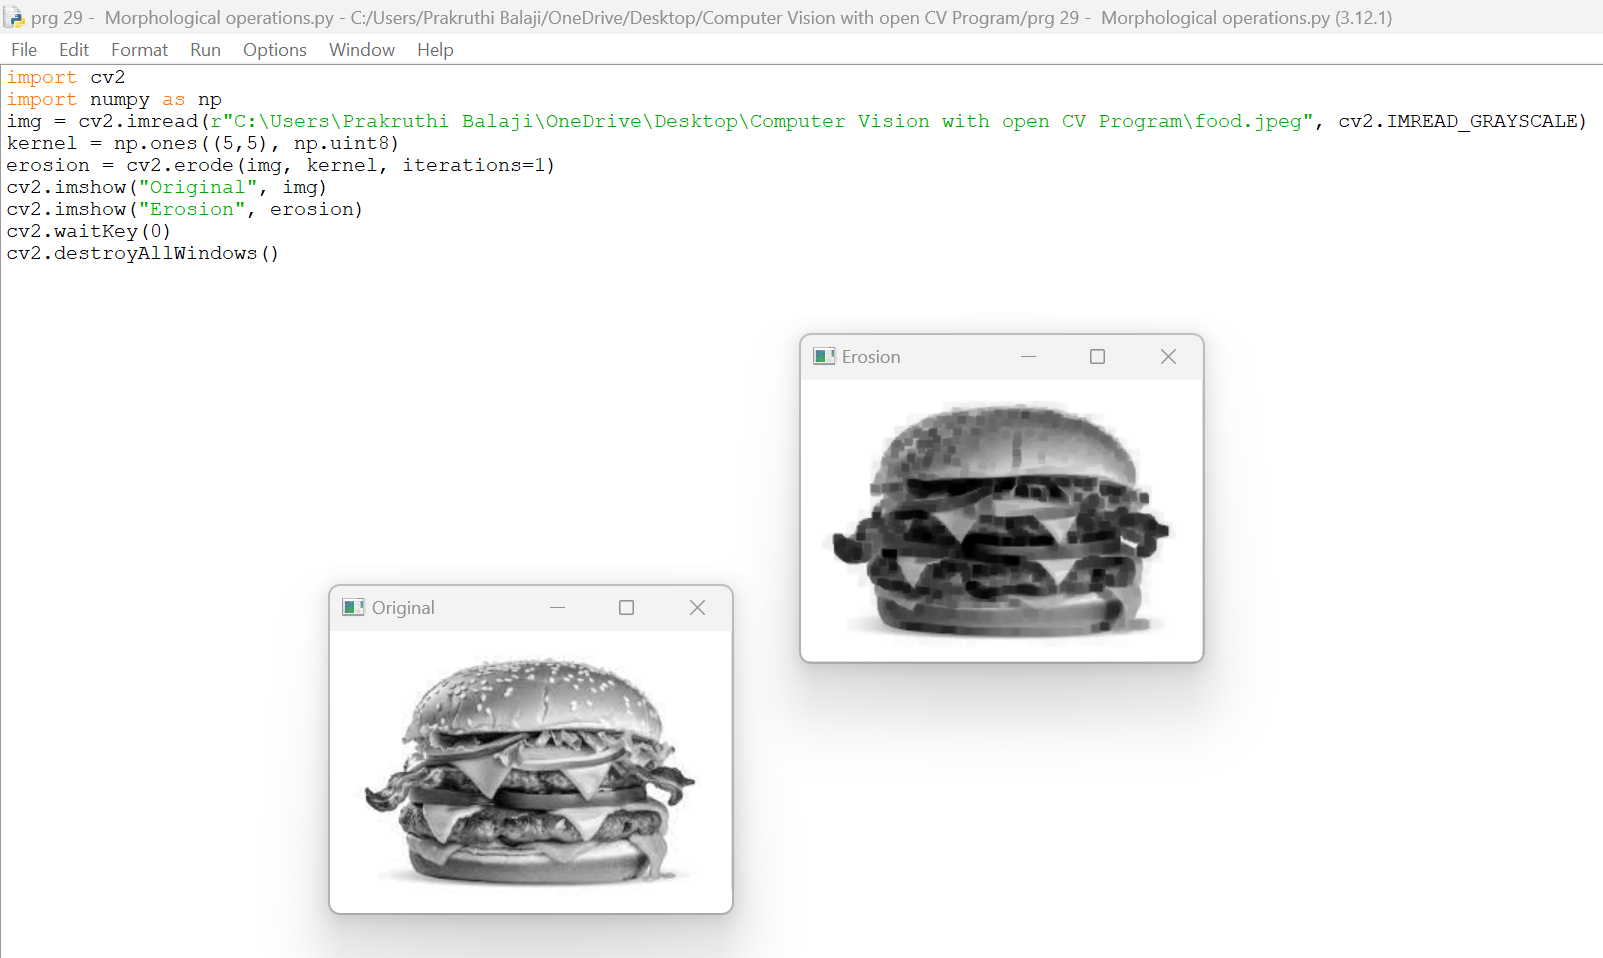 prg 29 -  Morphological operations.py - C:/Users/Prakruthi Balaji/OneDrive/Desktop/Computer Vision with open CV Program/prg 29 -  Morphological operations.py (3.12.1)
File Edit Format Run Options Window Help
import cv2
import numpy as np
img = cv2.imread(r"C:\Users\Prakruthi Balaji\OneDrive\Desktop\Computer Vision with open CV Program\food.jpeg", cv2.IMREAD_GRAYSCALE)
kernel = np.ones((5,5), np.uint8)
erosion = cv2.erode(img, kernel, iterations=1)
cv2.imshow("Original", img)
cv2.imshow("Erosion", erosion)
cv2.waitKey(0)
cv2.destroyAllWindows()
Erosion
Original